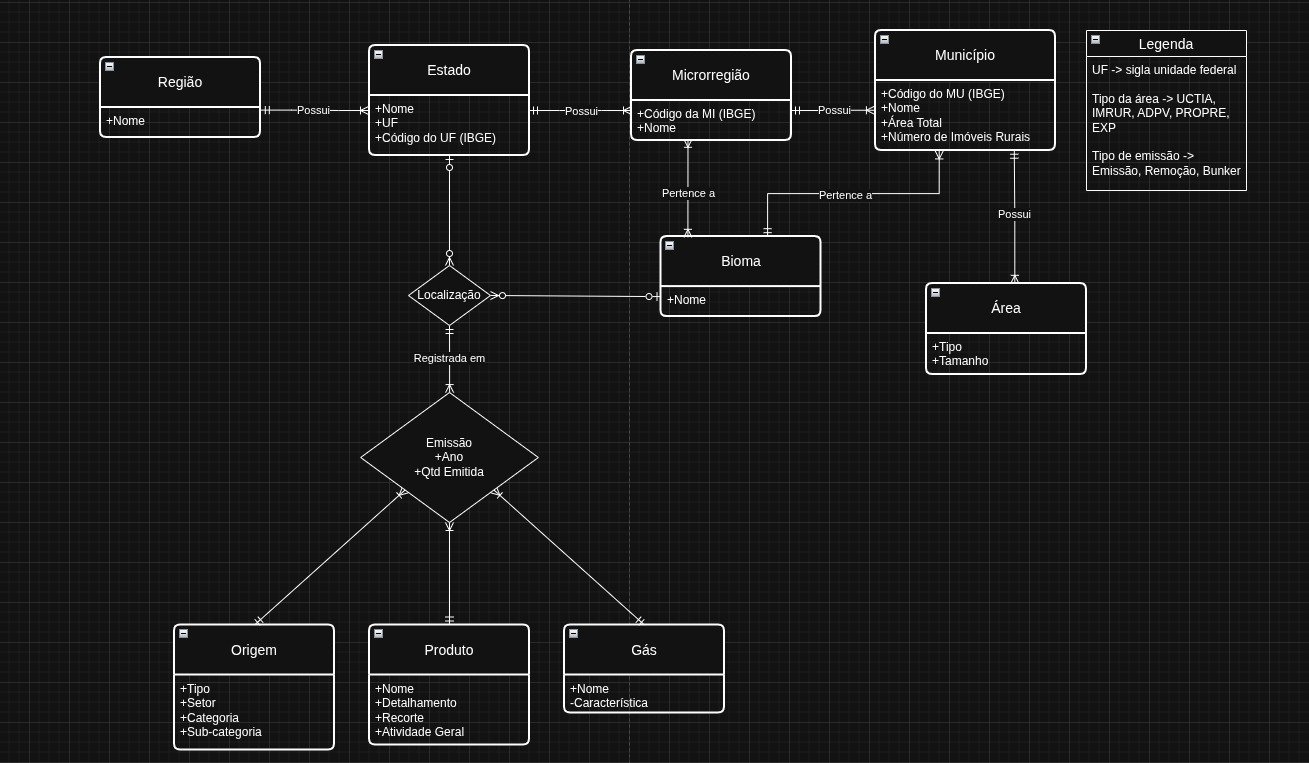 Região
+Nome
Possui
Estado
+Nome
+UF
+Código do UF (IBGE)
Possui
Microrregião
+Código da MI (IBGE)
+Nome
Possui
Município
+Código do MU (IBGE)
+Nome
+Área Total
+Número de Imóveis Rurais
Legenda
UF -> sigla unidade federal
Tipo da área -> UCTIA,
IMRUR, ADPV, PROPRE,
EXP
Tipo de emissão ->
Emissão, Remoção, Bunker
Pertence a
Pertence a
Possui
Bioma
+Nome
Localização
Área
+Tipo
+Tamanho
Registrada em
Emissão
+Ano
+Qtd Emitida
Origem
+Tipo
+Setor
+Categoria
+Sub-categoria
Produto
+Nome
+Detalhamento
+Recorte
+Atividade Geral
Gás
+Nome
-Característica